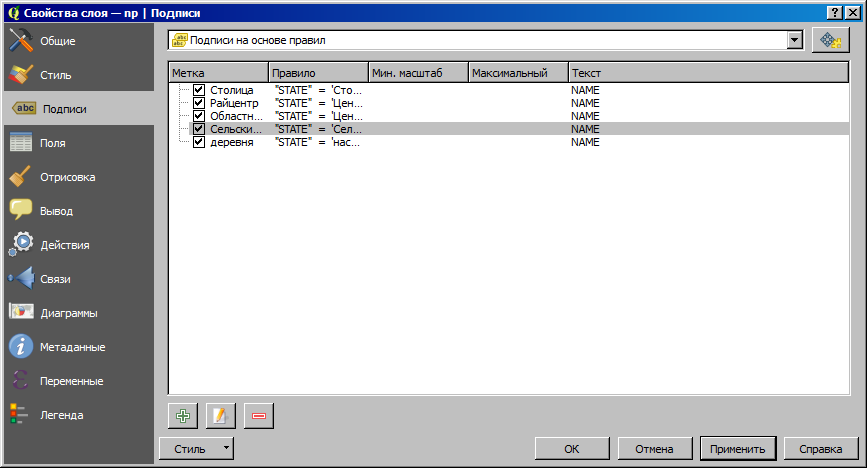 Свойства слоя — np | Подписи
Общие
Стиль
abc Подписи
Поля
Отрисовка
Вывод
Действия
Связи
Диаграммы
Метаданные
Переменные
Легенда
Подписи на основе правил
Метка Правило Мин. масштаб Максимальный Текст
Столица "STATE" = 'Сто... NAME
Райцентр "STATE" = 'Цен... NAME
Областн... "STATE" = 'Цен... NAME
Сельски... "STATE" = 'Сел... NAME
деревня "STATE" = 'нас... NAME
Стиль OK Отмена Применить Справка